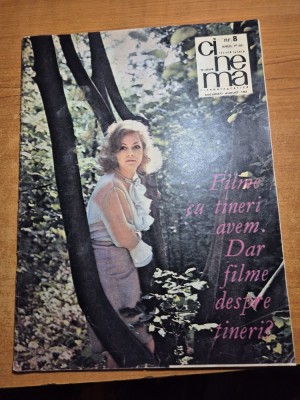 nr. 8
cinema
Filme
cu tineri
avem.
Dar
filme
despre
tineri?